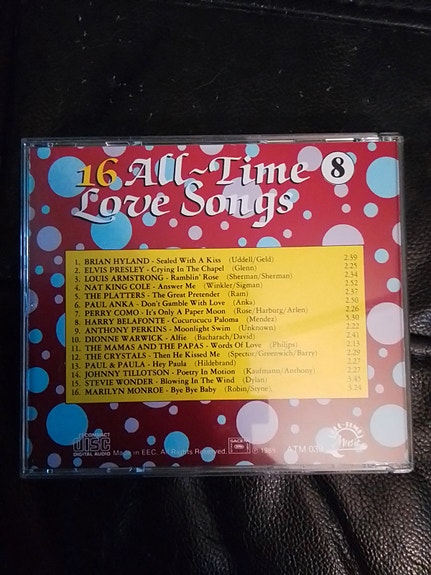 16 All-Time 8
Love Songs
1. BRIAN HYLAND - Sealed With A Kiss (Uddell/Geld) 2.39
2. ELVIS PRESLEY - Crying In The Chapel (Glenn) 2.25
3. LOUIS ARMSTRONG - Ramblin' Rose (Sherman/Sherman) 2.54
4. NAT KING COLE - Answer Me (Winkler/Sigman) 2.52
5. THE PLATTERS - The Great Pretender (Ram) 2.37
6. PAUL ANKA - Don't Gamble With Love (Anka) 2.50
7. PERRY COMO - It's Only A Paper Moon (Rose/Harburg/Arlen) 2.26
8. HARRY BELAFONTE - Cucurucucu Paloma (Mendez) 5.30
9. ANTHONY PERKINS - Moonlight Swim (Unknown) 2.22
10. DIONNE WARWICK - Alfie (Bacharach/David) 2.41
11. THE MAMAS AND THE PAPAS - Words Of Love (Philips) 2.13
12. THE CRYSTALS - Then He Kissed Me (Spector/Greenwich/Barry) 2.29
13. PAUL & PAULA - Hey Paula (Hildebrand) 2.27
14. JOHNNY TILLOTSON - Poetry In Motion (Kaufmann/Anthony) 2.27
15. STEVIE WONDER - Blowing In The Wind (Dylan) 3.45
16. MARILYN MONROE - Bye Bye Baby (Robin/Styne) 3.24
COMPACT
disc
DIGITAL AUDIO
Made in EEC. All Rights Reserved. SACEM © 1989 ATM